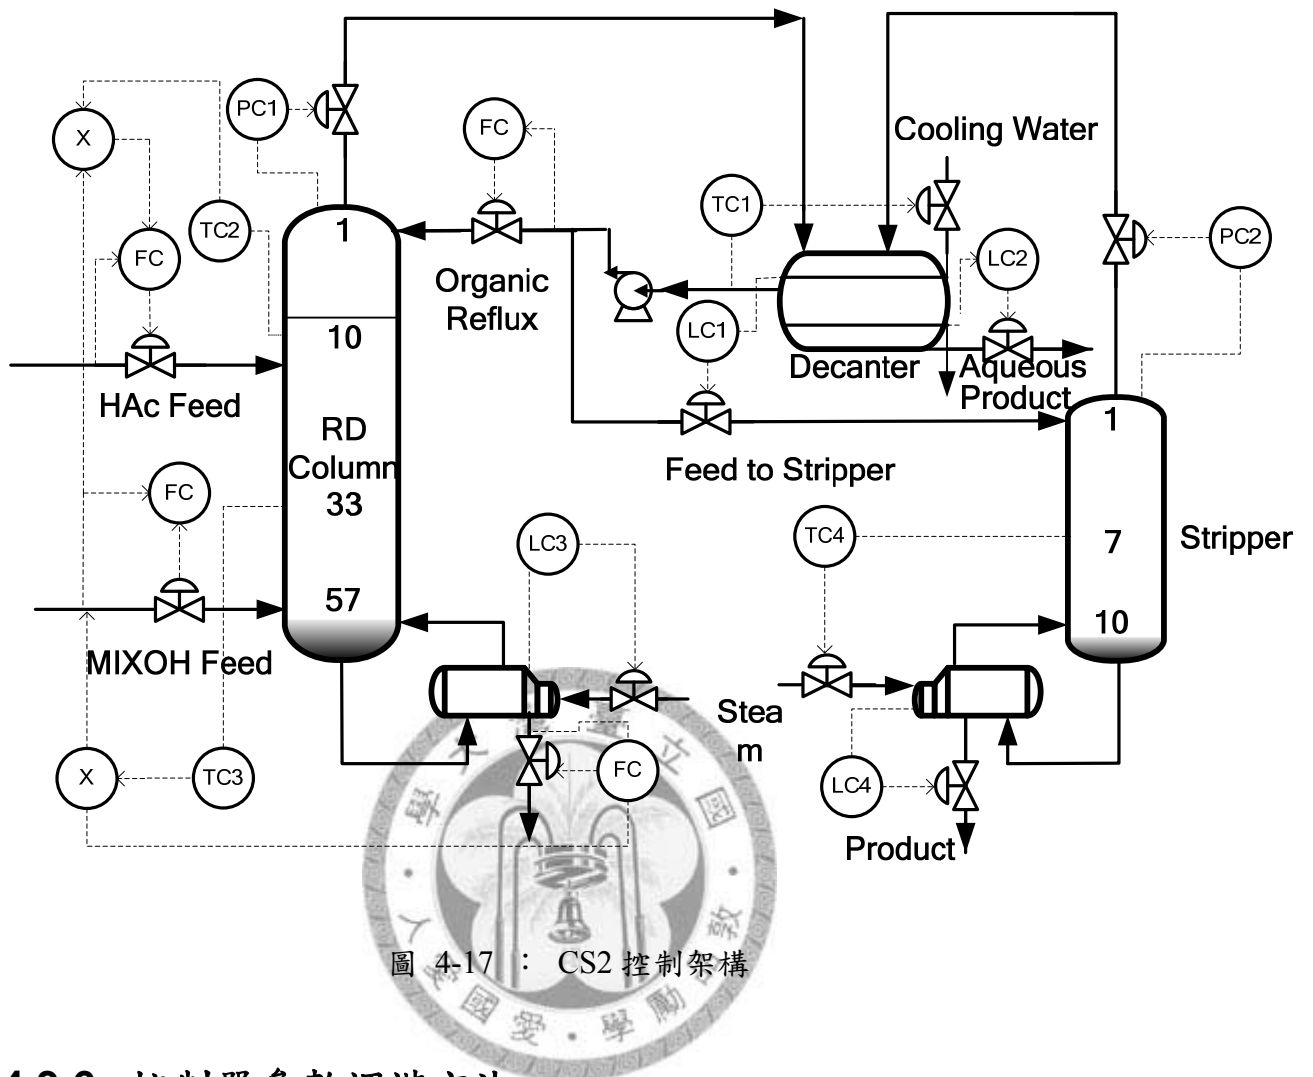 PC1
X
FC
Cooling Water
TC1
TC2
1
FC
LC2
PC2
Organic
Reflux
LC1
10
Decanter
Aqueous
Product
HAc Feed
1
RD
Column
Feed to Stripper
FC
33
LC3
TC4
7
Stripper
57
10
MIXOH Feed
Stea
m
X
TC3
FC
LC4
Product
圖 4-17 ： CS2 控制架構